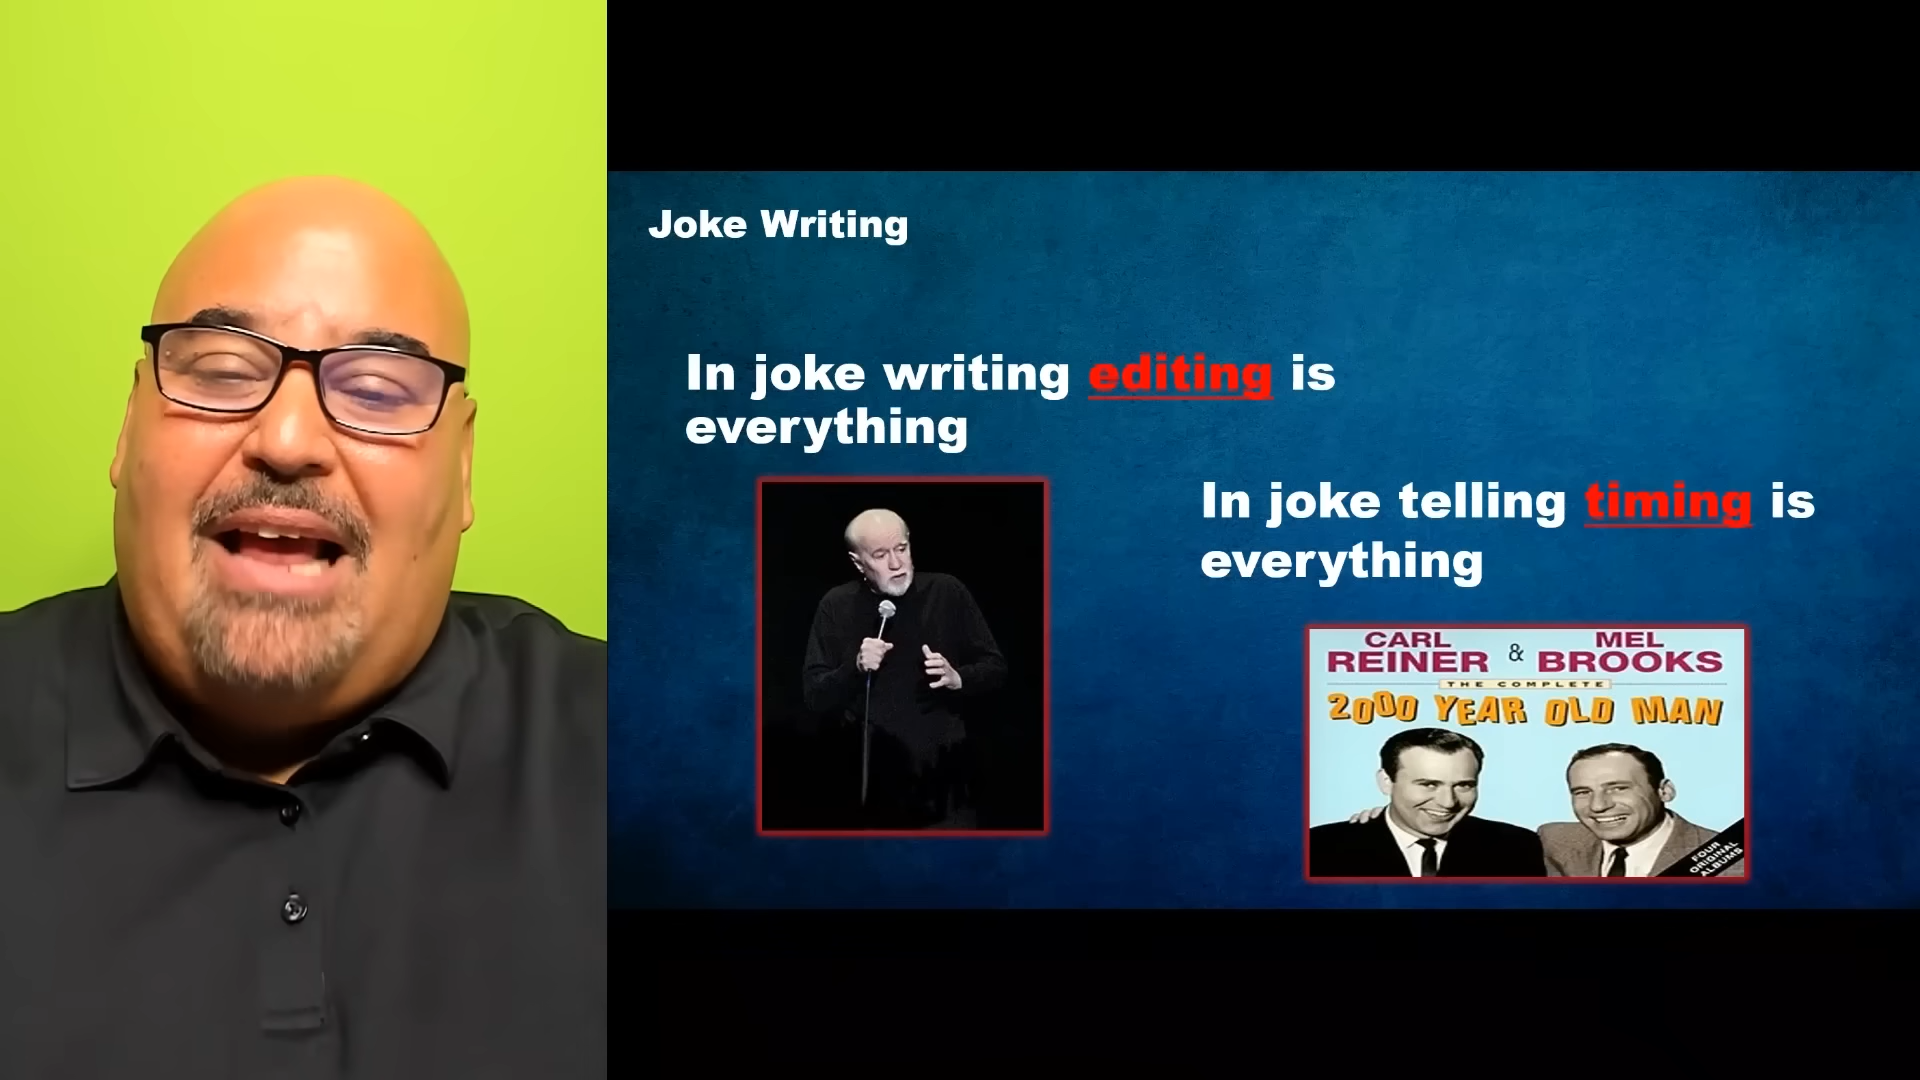 Joke Writing
In joke writing editing is
everything
In joke telling timing is
everything
CARL REINER & MEL BROOKS
THE COMPLETE
2000 YEAR OLD MAN
FOUR
ORIGINAL
ALBUMS